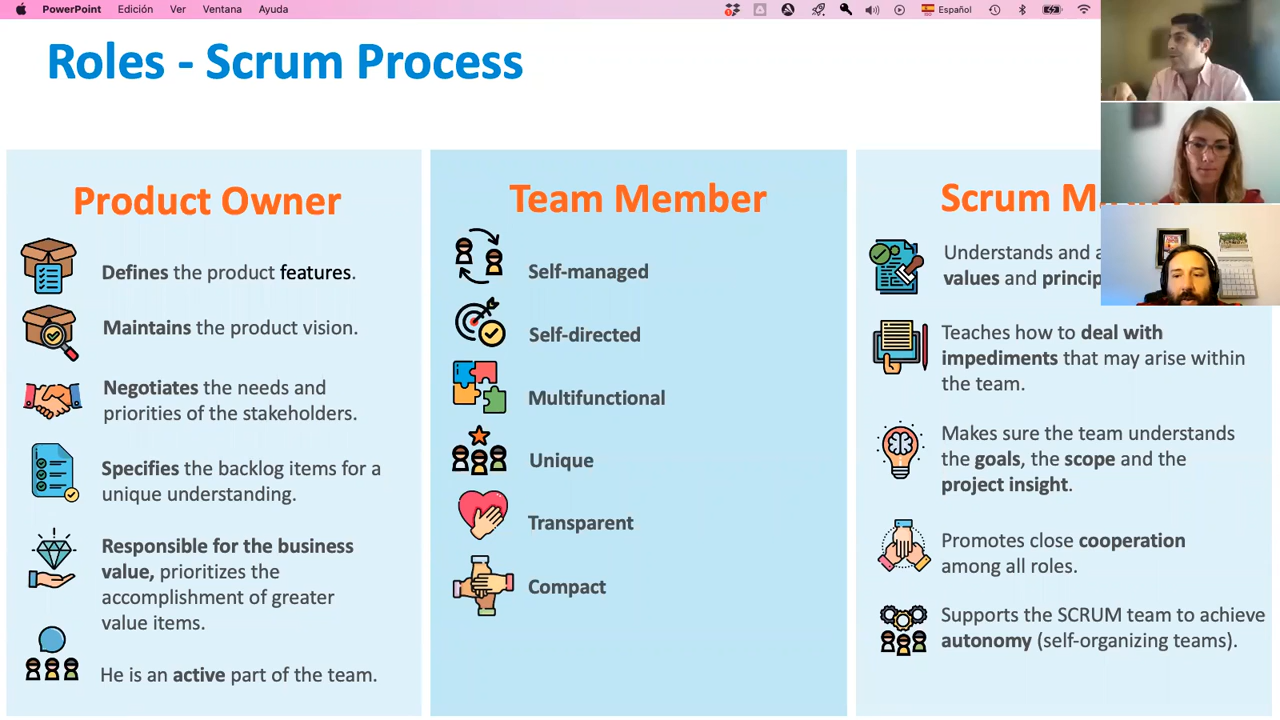 PowerPoint Edición Ver Ventana Ayuda Español
Roles - Scrum Process
Product Owner
Defines the product features.
Maintains the product vision.
Negotiates the needs and
priorities of the stakeholders.
Specifies the backlog items for a
unique understanding.
Responsible for the business
value, prioritizes the
accomplishment of greater
value items.
He is an active part of the team.
Team Member
Self-managed
Self-directed
Multifunctional
Unique
Transparent
Compact
Scrum
Understands and
values and
Teaches how to deal with
impediments that may arise within
the team.
Makes sure the team understands
the goals, the scope and the
project insight.
Promotes close cooperation
among all roles.
Supports the SCRUM team to achieve
autonomy (self-organizing teams).